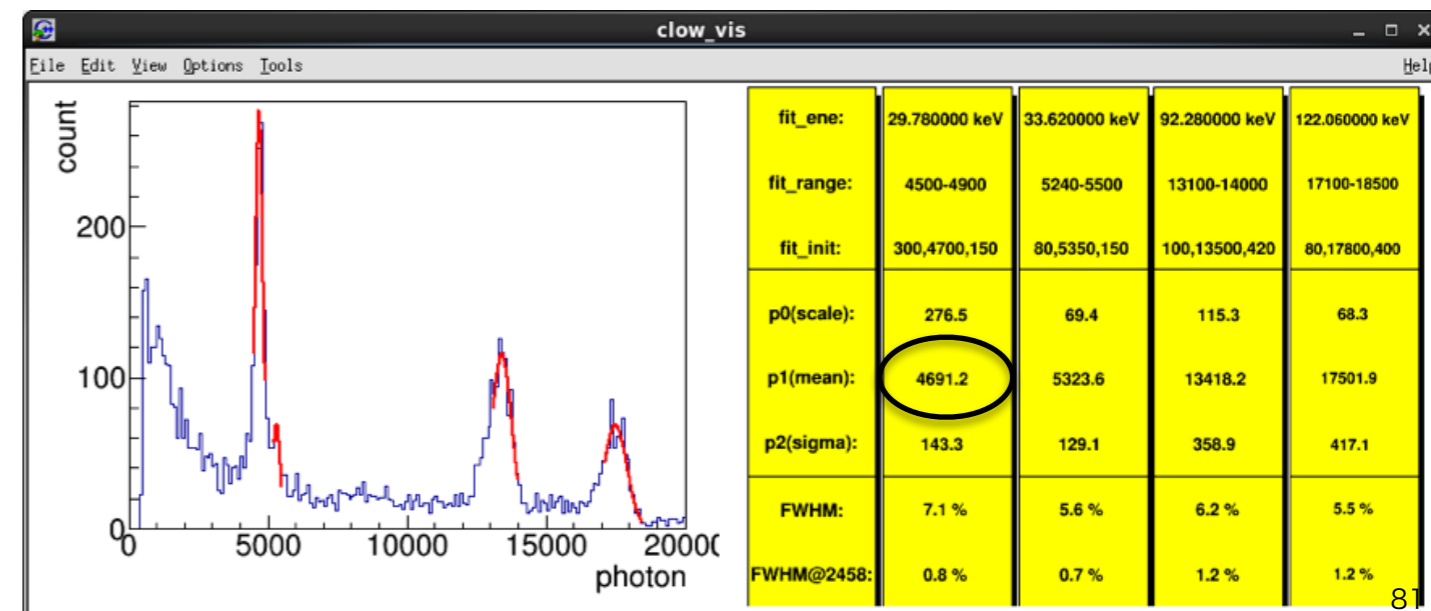 clow_vis
File Edit View Options Tools Help
count
200
100
0
0 5000 10000 15000 2000
photon
fit_ene: 29.780000 keV 33.620000 keV 92.280000 keV 122.060000 keV
fit_range: 4500-4900 5240-5500 13100-14000 17100-18500
fit_init: 300,4700,150 80,5350,150 100,13500,420 80,17800,400
p0(scale): 276.5 69.4 115.3 68.3
p1(mean): 4691.2 5323.6 13418.2 17501.9
p2(sigma): 143.3 129.1 358.9 417.1
FWHM: 7.1 % 5.6 % 6.2 % 5.5 %
FWHM@2458: 0.8 % 0.7 % 1.2 % 1.2 %
81